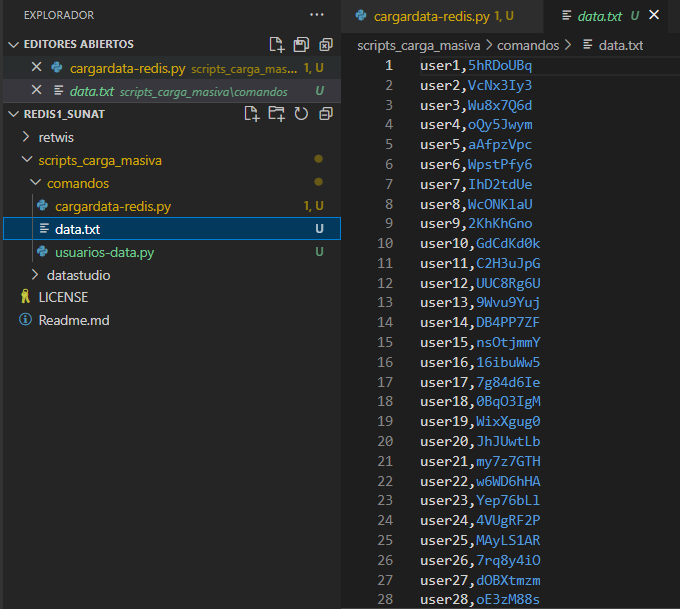 EXPLORADOR ...
EDITORES ABIERTOS
cargardata-redis.py scripts_carga_mas... 1, U
data.txt scripts_carga_masiva\comandos U
REDIS1_SUNAT
retwis
scripts_carga_masiva
comandos
cargardata-redis.py 1, U
data.txt U
usuarios-data.py U
datastudio
LICENSE
Readme.md
cargardata-redis.py 1, U data.txt U
scripts_carga_masiva > comandos > data.txt
1 user1,5hRDoUBq
2 user2,VcNx3Iy3
3 user3,Wu8x7Q6d
4 user4,oQy5Jwym
5 user5,aAfpzVpc
6 user6,WpstPfy6
7 user7,IhD2tdUe
8 user8,WcONKlaU
9 user9,2KhKhGno
10 user10,GdCdKd0k
11 user11,C2H3uJpG
12 user12,UUC8Rg6U
13 user13,9Wvu9Yuj
14 user14,DB4PP7ZF
15 user15,nsOtjmmY
16 user16,16ibuWw5
17 user17,7g84d6Ie
18 user18,0BqO3IgM
19 user19,WixXgug0
20 user20,JhJUwtLb
21 user21,my7z7GTH
22 user22,w6WD6hHA
23 user23,Yep76bLl
24 user24,4VUgRF2P
25 user25,MAyLS1AR
26 user26,7rq8y4iO
27 user27,dOBXtmzm
28 user28,oE3zM88s